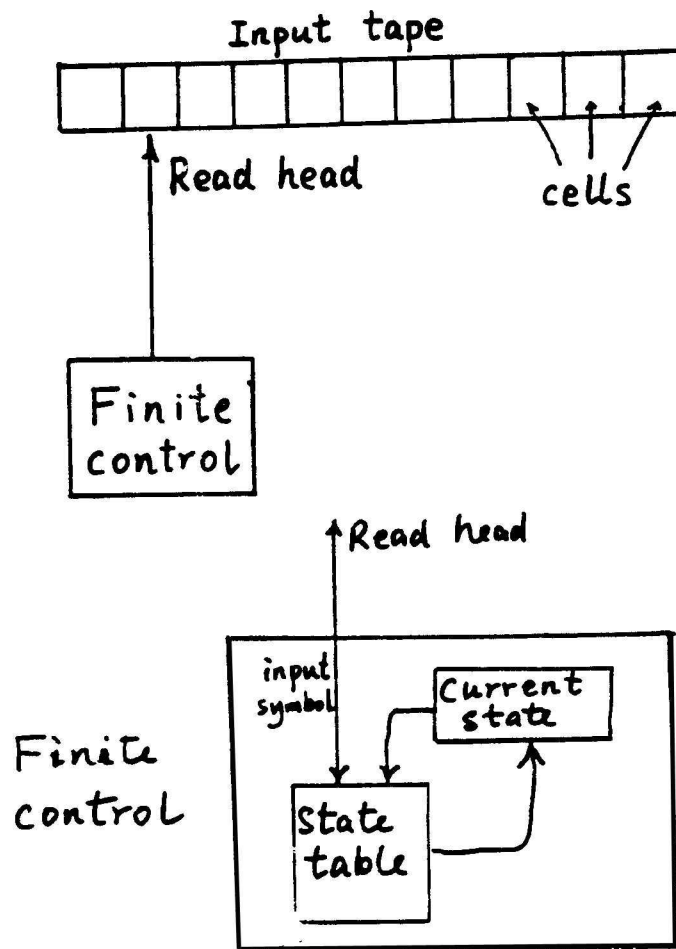 Input tape
Read head
cells
Finite
control
Read head
input
symbol
Current
state
Finite
control
State
table